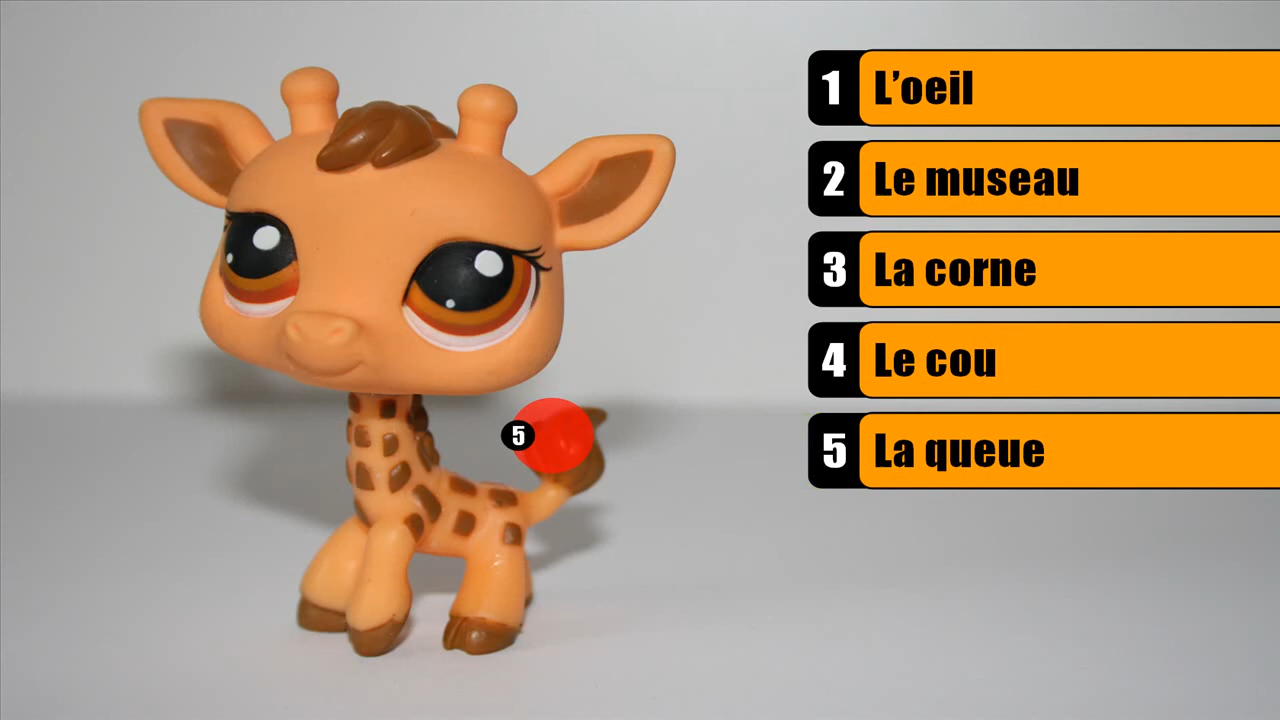 1 L’oeil
2 Le museau
3 La corne
4 Le cou
5 La queue
5